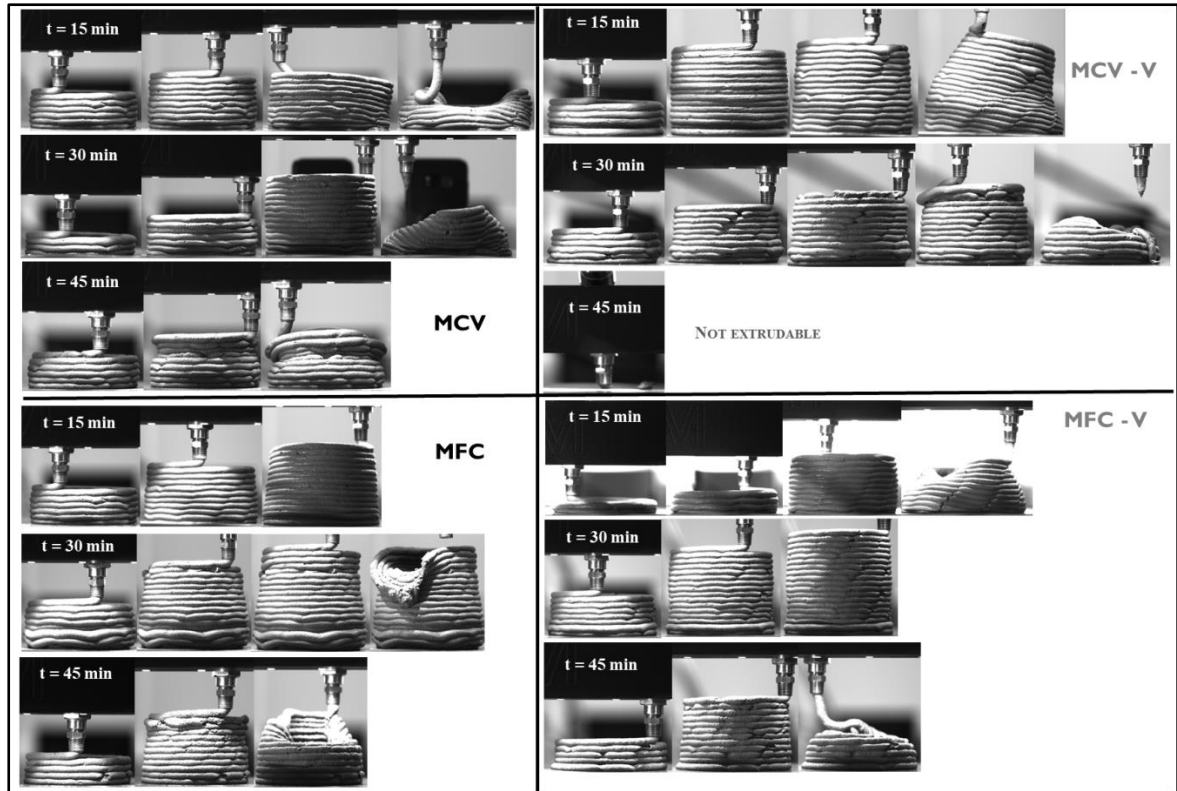 t = 15 min
t = 30 min
t = 45 min
MCV
t = 15 min
MCV - V
t = 30 min
t = 45 min
NOT EXTRUDABLE
t = 15 min
MFC
t = 30 min
t = 45 min
t = 15 min
MFC - V
t = 30 min
t = 45 min